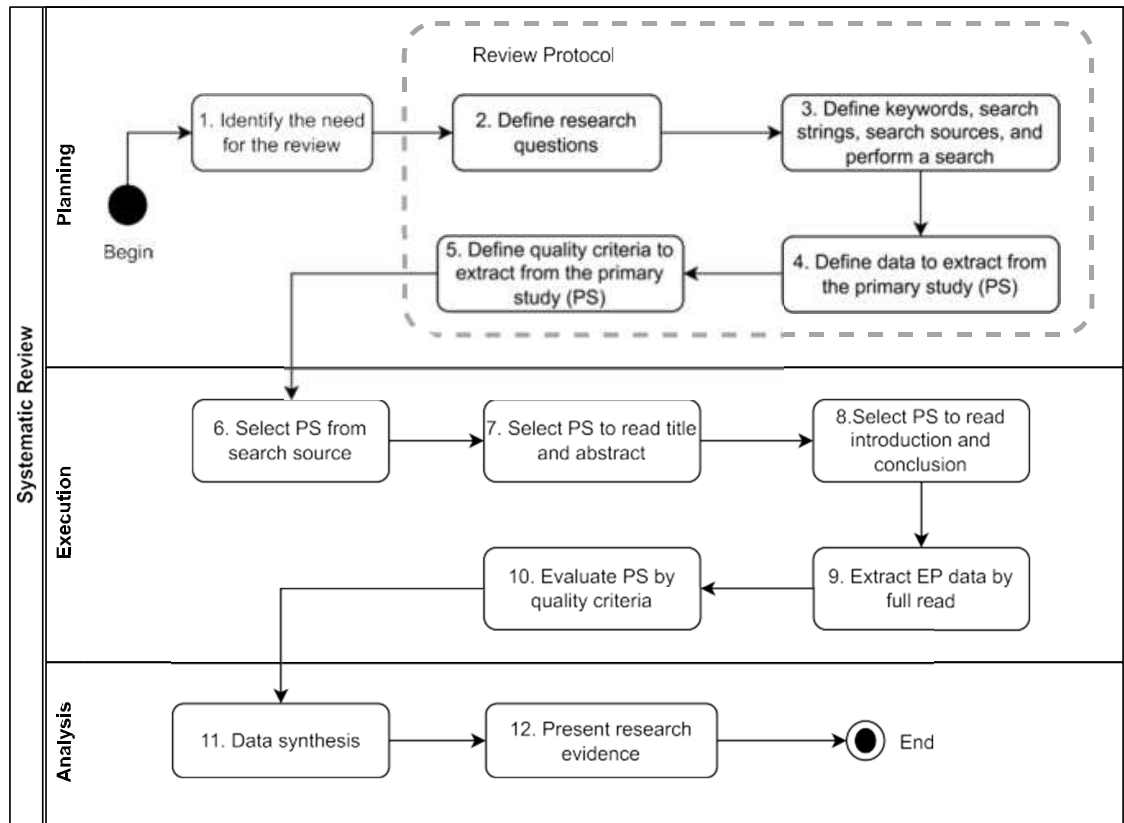 Systematic Review
Planning
Review Protocol
1. Identify the need
for the review
2. Define research
questions
3. Define keywords, search
strings, search sources, and
perform a search
Begin
5. Define quality criteria to
extract from the primary
study (PS)
4. Define data to extract from
the primary study (PS)
Execution
6. Select PS from
search source
7. Select PS to read title
and abstract
8.Select PS to read
introduction and
conclusion
10. Evaluate PS by
quality criteria
9. Extract EP data by
full read
Analysis
11. Data synthesis
12. Present research
evidence
End